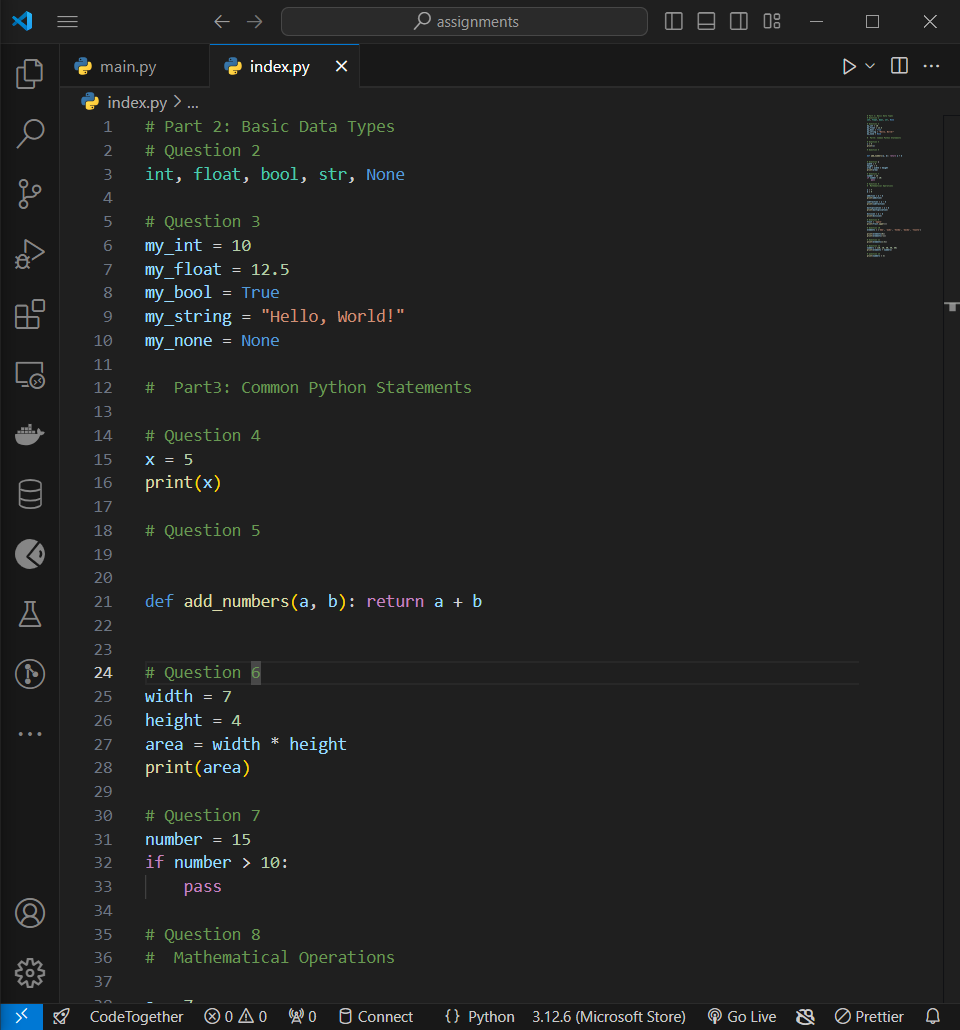 assignments
main.py
index.py
index.py > ...
1 # Part 2: Basic Data Types
2 # Question 2
3 int, float, bool, str, None
4
5 # Question 3
6 my_int = 10
7 my_float = 12.5
8 my_bool = True
9 my_string = "Hello, World!"
10 my_none = None
11
12 #  Part3: Common Python Statements
13
14 # Question 4
15 x = 5
16 print(x)
17
18 # Question 5
19
20
21 def add_numbers(a, b): return a + b
22
23
24 # Question 6
25 width = 7
26 height = 4
27 area = width * height
28 print(area)
29
30 # Question 7
31 number = 15
32 if number > 10:
33     pass
34
35 # Question 8
36 #  Mathematical Operations
37
CodeTogether 0 0 0 Connect { } Python 3.12.6 (Microsoft Store) Go Live Prettier